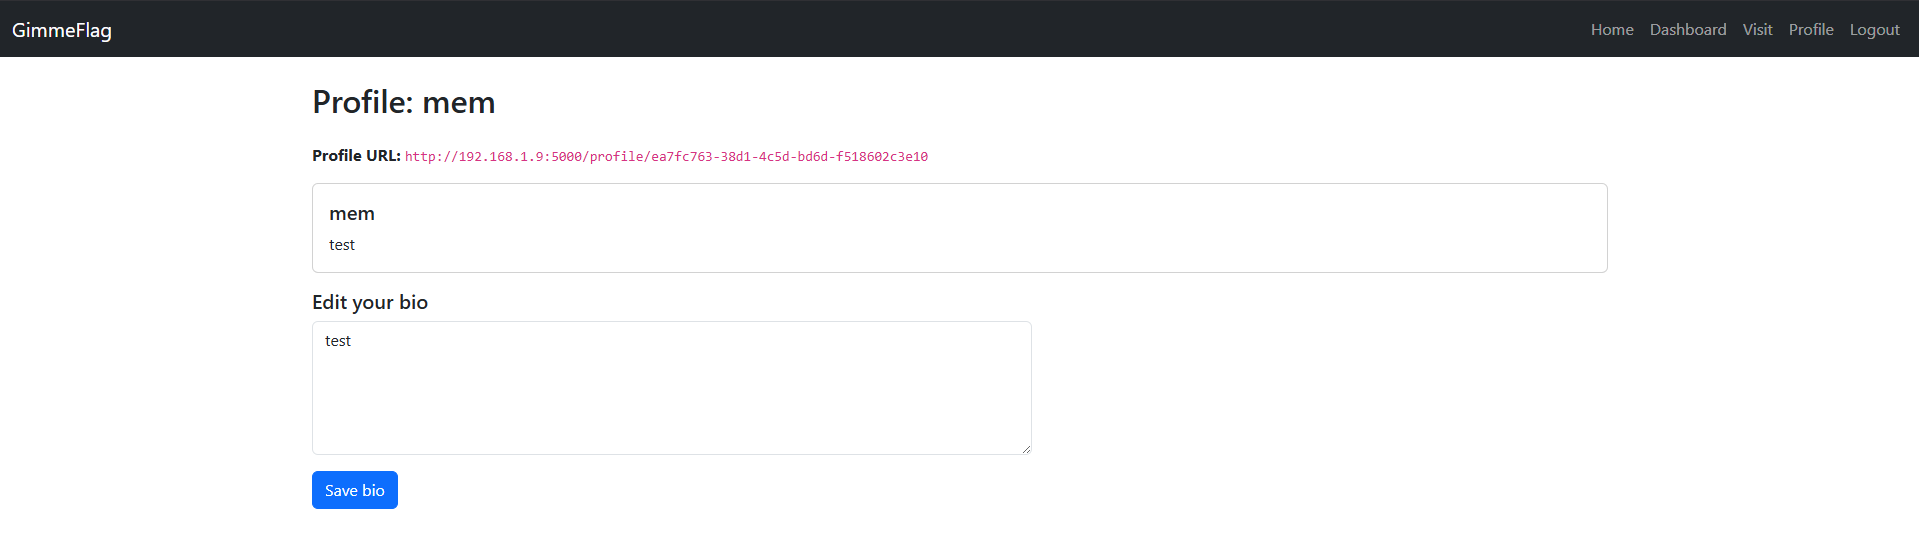 GimmeFlag Home Dashboard Visit Profile Logout
Profile: mem
Profile URL: http://192.168.1.9:5000/profile/ea7fc763-38d1-4c5d-bd6d-f518602c3e10
mem
test
Edit your bio
test
Save bio